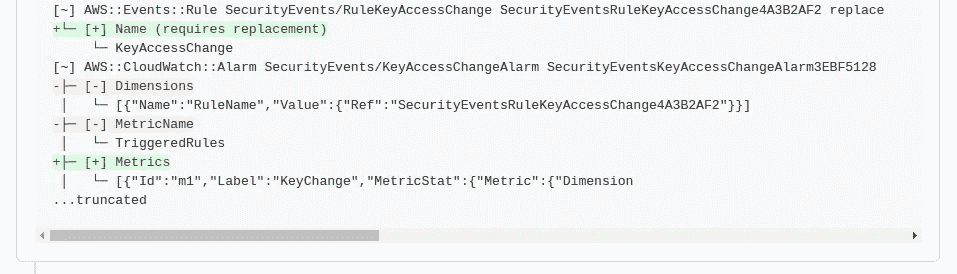 [~] AWS::Events::Rule SecurityEvents/RuleKeyAccessChange SecurityEventsRuleKeyAccessChange4A3B2AF2 replace
+└─ [+] Name (requires replacement)
     └─ KeyAccessChange
[~] AWS::CloudWatch::Alarm SecurityEvents/KeyAccessChangeAlarm SecurityEventsKeyAccessChangeAlarm3EBF5128
-├─ [-] Dimensions
 │   └─ [{"Name":"RuleName","Value":{"Ref":"SecurityEventsRuleKeyAccessChange4A3B2AF2"}}]
-├─ [-] MetricName
 │   └─ TriggeredRules
+├─ [+] Metrics
 │   └─ [{"Id":"m1","Label":"KeyChange","MetricStat":{"Metric":{"Dimension
...truncated